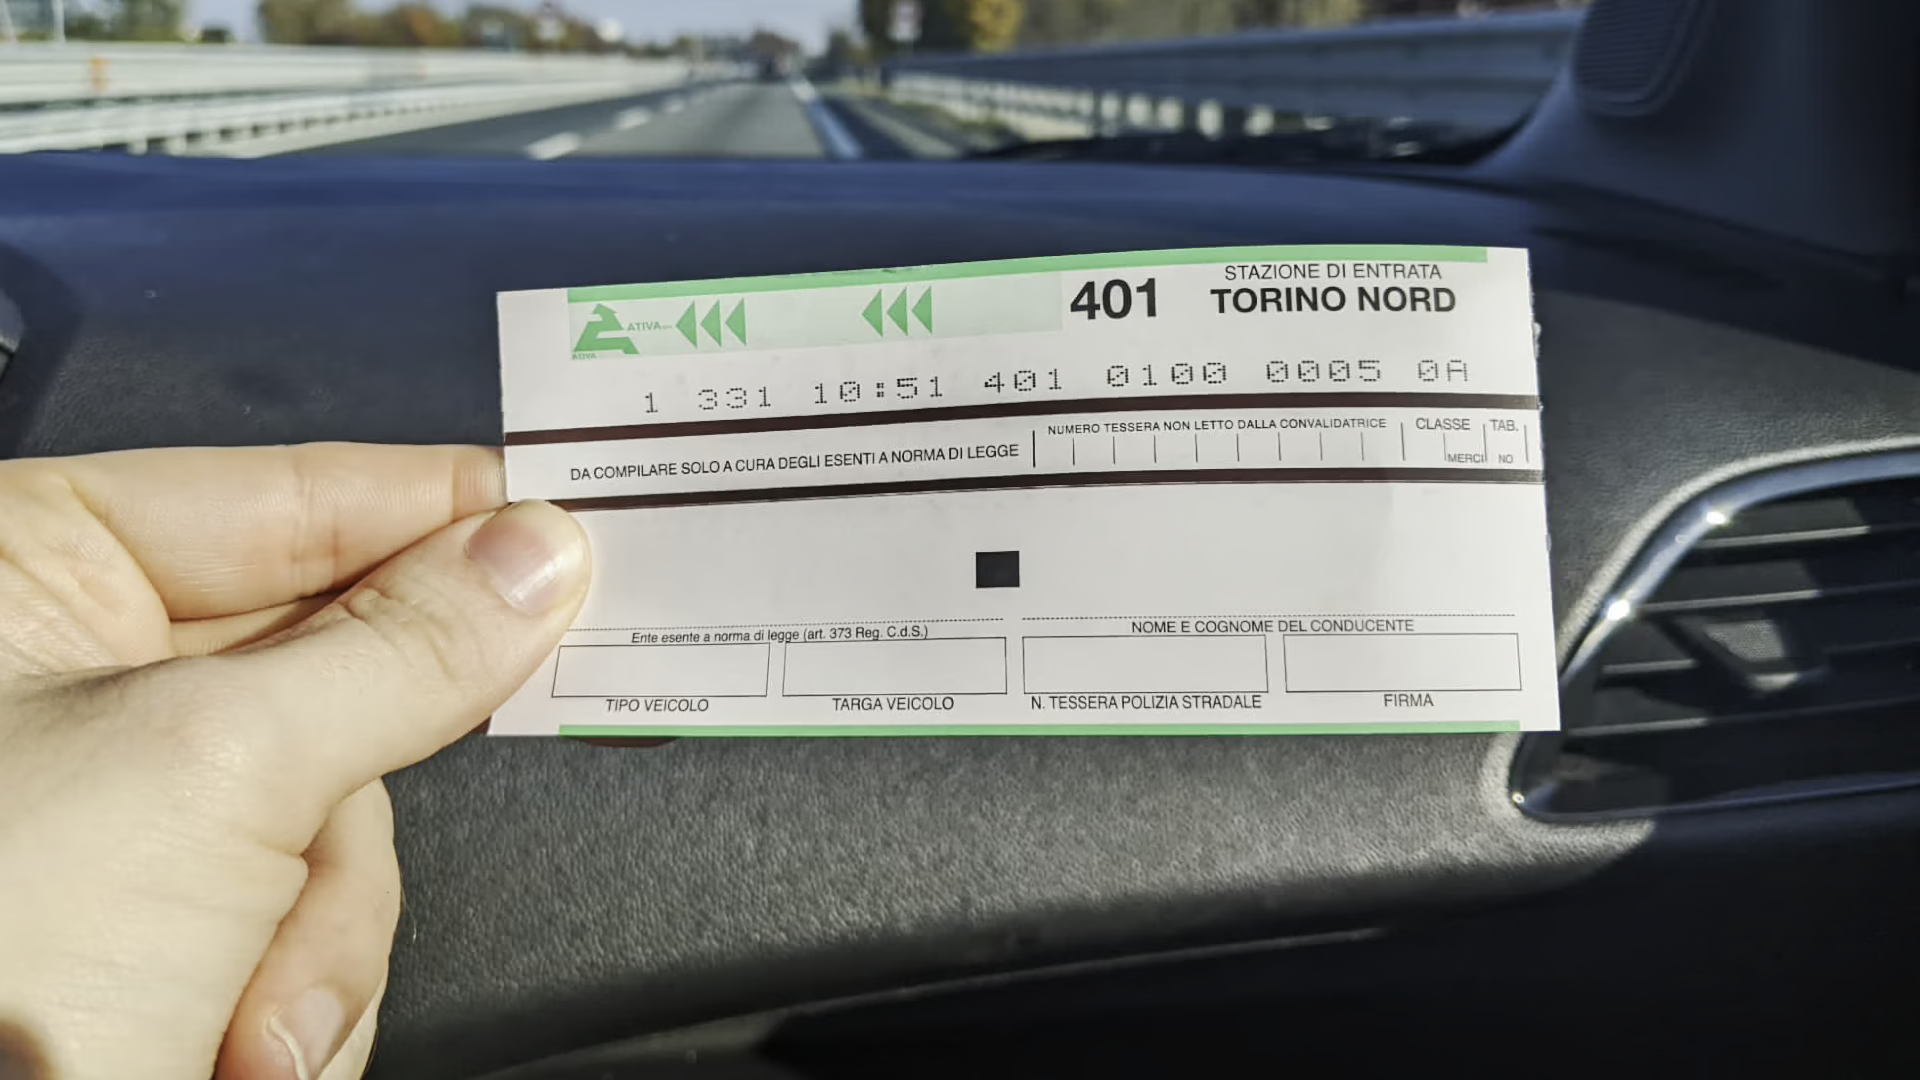 ATIVA
ATIVA
401
STAZIONE DI ENTRATA
TORINO NORD
1 331 10:51 401 0100 0005 0A
DA COMPILARE SOLO A CURA DEGLI ESENTI A NORMA DI LEGGE
NUMERO TESSERA NON LETTO DALLA CONVALIDATRICE
CLASSE
MERCI
TAB.
NO
Ente esente a norma di legge (art. 373 Reg. C.d.S.)
NOME E COGNOME DEL CONDUCENTE
TIPO VEICOLO
TARGA VEICOLO
N. TESSERA POLIZIA STRADALE
FIRMA